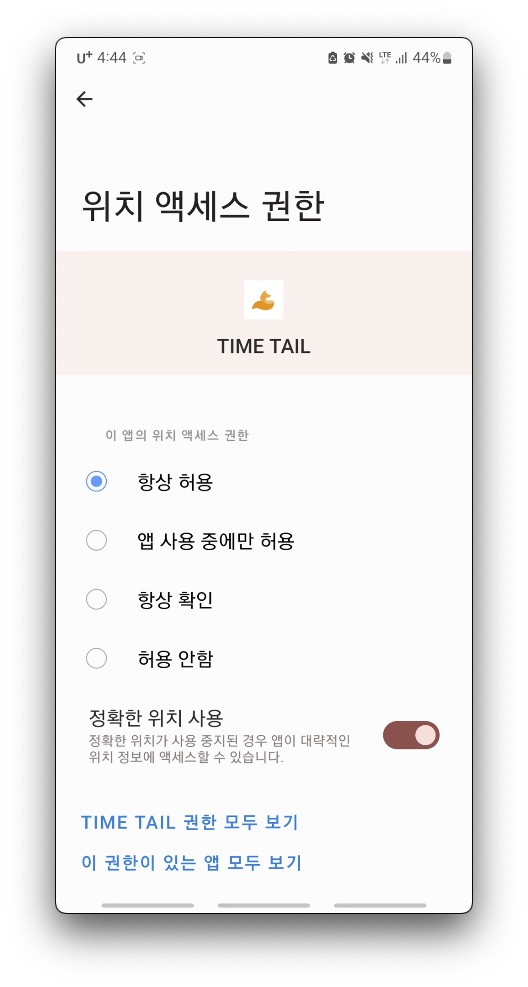 U+ 4:44 LTE 44%
위치 액세스 권한
TIME TAIL
이 앱의 위치 액세스 권한
항상 허용
앱 사용 중에만 허용
항상 확인
허용 안함
정확한 위치 사용
정확한 위치가 사용 중지된 경우 앱이 대략적인
위치 정보에 액세스할 수 있습니다.
TIME TAIL 권한 모두 보기
이 권한이 있는 앱 모두 보기